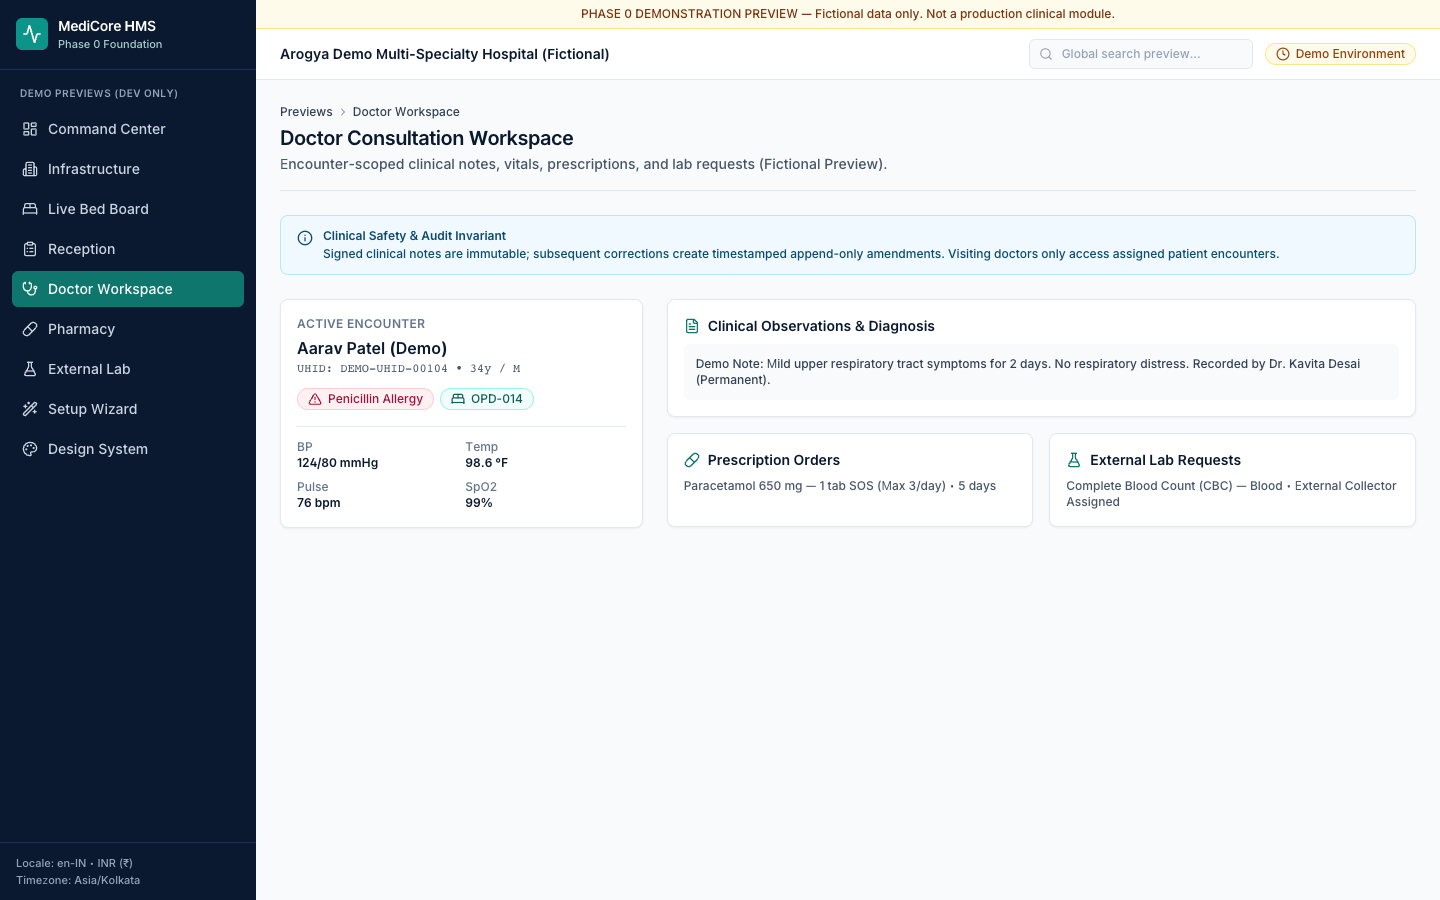 MediCore HMS
Phase 0 Foundation
DEMO PREVIEWS (DEV ONLY)
Command Center
Infrastructure
Live Bed Board
Reception
Doctor Workspace
Pharmacy
External Lab
Setup Wizard
Design System
Locale: en-IN • INR (₹)
Timezone: Asia/Kolkata
PHASE 0 DEMONSTRATION PREVIEW — Fictional data only. Not a production clinical module.
Arogya Demo Multi-Specialty Hospital (Fictional)
Global search preview...
Demo Environment
Previews > Doctor Workspace
Doctor Consultation Workspace
Encounter-scoped clinical notes, vitals, prescriptions, and lab requests (Fictional Preview).
Clinical Safety & Audit Invariant
Signed clinical notes are immutable; subsequent corrections create timestamped append-only amendments. Visiting doctors only access assigned patient encounters.
ACTIVE ENCOUNTER
Aarav Patel (Demo)
UHID: DEMO-UHID-00104 • 34y / M
Penicillin Allergy
OPD-014
BP
124/80 mmHg
Temp
98.6 °F
Pulse
76 bpm
SpO2
99%
Clinical Observations & Diagnosis
Demo Note: Mild upper respiratory tract symptoms for 2 days. No respiratory distress. Recorded by Dr. Kavita Desai
(Permanent).
Prescription Orders
Paracetamol 650 mg — 1 tab SOS (Max 3/day) • 5 days
External Lab Requests
Complete Blood Count (CBC) — Blood • External Collector
Assigned